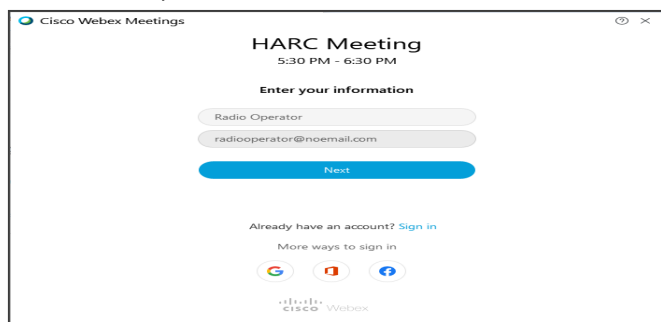 Cisco Webex Meetings
HARC Meeting
5:30 PM - 6:30 PM
Enter your information
Radio Operator
radiooperator@noemail.com
Next
Already have an account? Sign in
More ways to sign in
cisco Webex